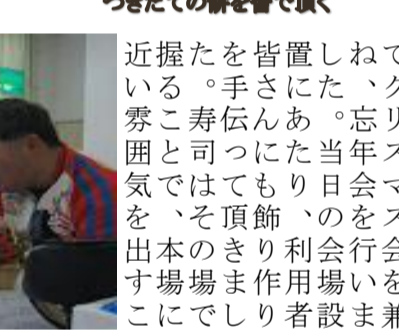 つきたての餅を皆で頂く
で、クリスマス会を兼
ね、忘年会を行いま
した。当日の会場設
置にあたり、利用者
皆さんにも飾り作り
を手伝って頂きまし
た。寿司はその場で
握ることで、本場に
近い雰囲気を出すこ